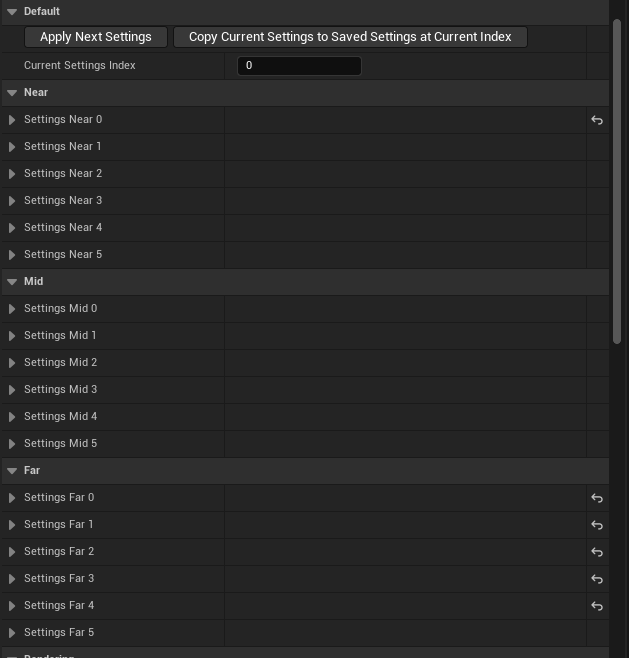 Default
Apply Next Settings Copy Current Settings to Saved Settings at Current Index
Current Settings Index 0
Near
Settings Near 0
Settings Near 1
Settings Near 2
Settings Near 3
Settings Near 4
Settings Near 5
Mid
Settings Mid 0
Settings Mid 1
Settings Mid 2
Settings Mid 3
Settings Mid 4
Settings Mid 5
Far
Settings Far 0
Settings Far 1
Settings Far 2
Settings Far 3
Settings Far 4
Settings Far 5
Rendering